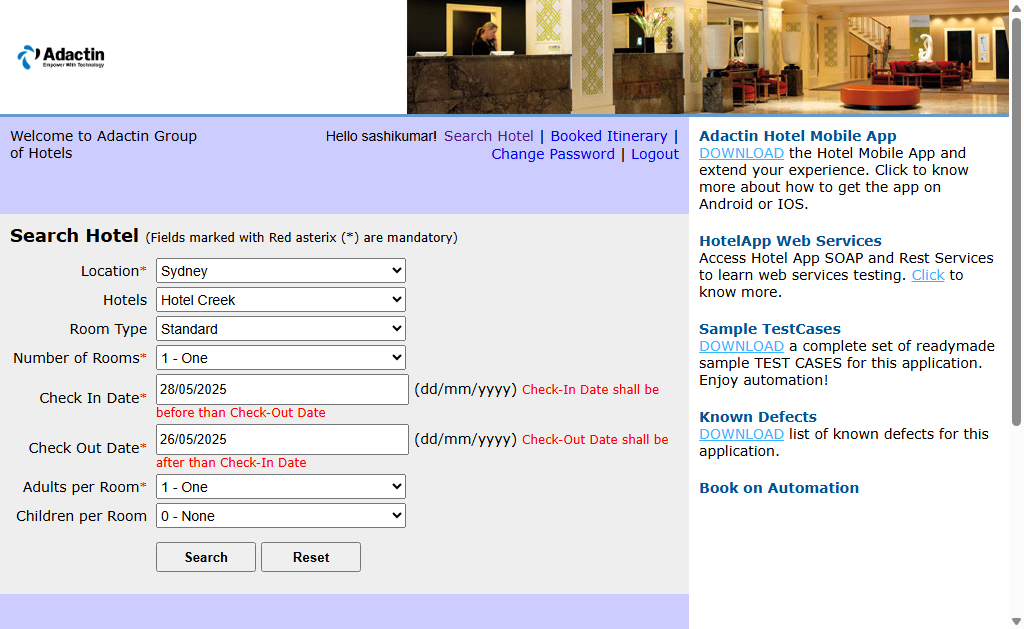 Adactin
Empower With Technology
Welcome to Adactin Group
of Hotels
Hello sashikumar! Search Hotel | Booked Itinerary |
Change Password | Logout
Search Hotel (Fields marked with Red asterix (*) are mandatory)
Location* Sydney
Hotels Hotel Creek
Room Type Standard
Number of Rooms* 1 - One
Check In Date* 28/05/2025 (dd/mm/yyyy) Check-In Date shall be
before than Check-Out Date
Check Out Date* 26/05/2025 (dd/mm/yyyy) Check-Out Date shall be
after than Check-In Date
Adults per Room* 1 - One
Children per Room 0 - None
Search Reset
Adactin Hotel Mobile App
DOWNLOAD the Hotel Mobile App and
extend your experience. Click to know
more about how to get the app on
Android or IOS.
HotelApp Web Services
Access Hotel App SOAP and Rest Services
to learn web services testing. Click to
know more.
Sample TestCases
DOWNLOAD a complete set of readymade
sample TEST CASES for this application.
Enjoy automation!
Known Defects
DOWNLOAD list of known defects for this
application.
Book on Automation